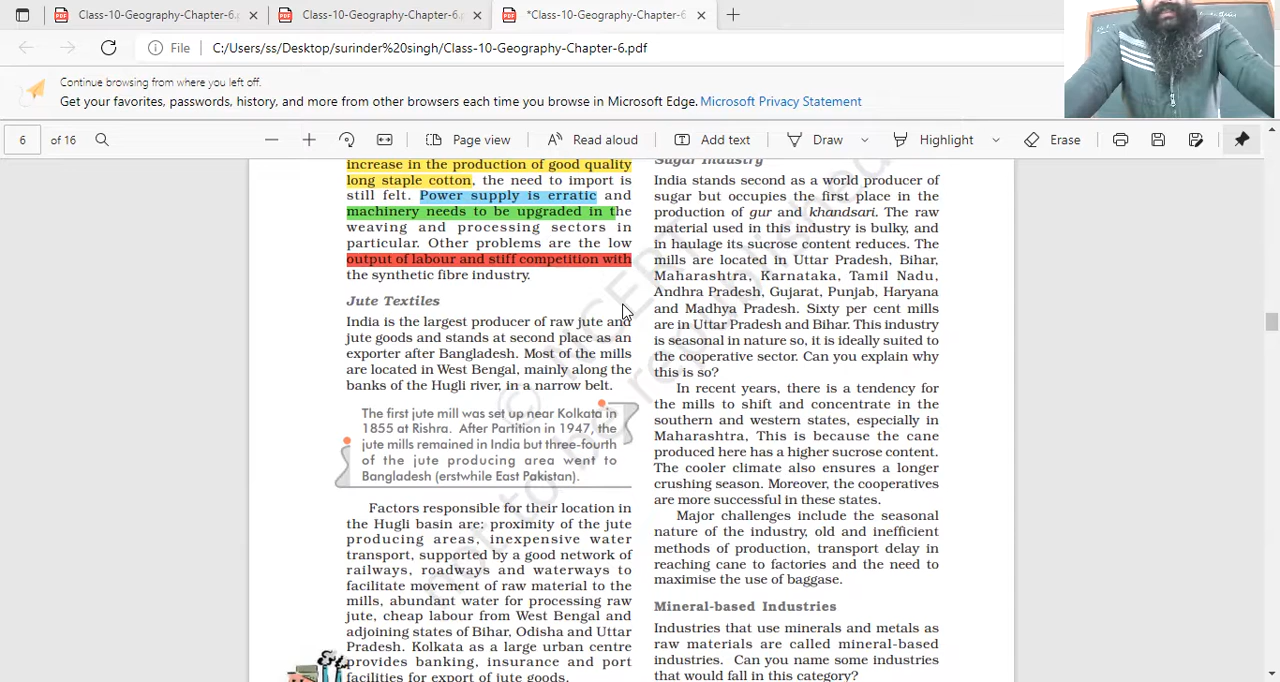 Class-10-Geography-Chapter-6.p
Class-10-Geography-Chapter-6.p
*Class-10-Geography-Chapter-6
File
C:/Users/ss/Desktop/surinder%20singh/Class-10-Geography-Chapter-6.pdf
Continue browsing from where you left off.
Get your favorites, passwords, history, and more from other browsers each time you browse in Microsoft Edge. Microsoft Privacy Statement
6 of 16
Page view
Read aloud
Add text
Draw
Highlight
Erase
increase in the production of good quality
long staple cotton, the need to import is
still felt. Power supply is erratic and
machinery needs to be upgraded in the
weaving and processing sectors in
particular. Other problems are the low
output of labour and stiff competition with
the synthetic fibre industry.
Jute Textiles
India is the largest producer of raw jute and
jute goods and stands at second place as an
exporter after Bangladesh. Most of the mills
are located in West Bengal, mainly along the
banks of the Hugli river, in a narrow belt.
The first jute mill was set up near Kolkata in
1855 at Rishra. After Partition in 1947, the
jute mills remained in India but three-fourth
of the jute producing area went to
Bangladesh (erstwhile East Pakistan).
Factors responsible for their location in
the Hugli basin are: proximity of the jute
producing areas, inexpensive water
transport, supported by a good network of
railways, roadways and waterways to
facilitate movement of raw material to the
mills, abundant water for processing raw
jute, cheap labour from West Bengal and
adjoining states of Bihar, Odisha and Uttar
Pradesh. Kolkata as a large urban centre
provides banking, insurance and port
facilities for export of jute goods.
Sugar Industry
India stands second as a world producer of
sugar but occupies the first place in the
production of gur and khandsari. The raw
material used in this industry is bulky, and
in haulage its sucrose content reduces. The
mills are located in Uttar Pradesh, Bihar,
Maharashtra, Karnataka, Tamil Nadu,
Andhra Pradesh, Gujarat, Punjab, Haryana
and Madhya Pradesh. Sixty per cent mills
are in Uttar Pradesh and Bihar. This industry
is seasonal in nature so, it is ideally suited to
the cooperative sector. Can you explain why
this is so?
In recent years, there is a tendency for
the mills to shift and concentrate in the
southern and western states, especially in
Maharashtra, This is because the cane
produced here has a higher sucrose content.
The cooler climate also ensures a longer
crushing season. Moreover, the cooperatives
are more successful in these states.
Major challenges include the seasonal
nature of the industry, old and inefficient
methods of production, transport delay in
reaching cane to factories and the need to
maximise the use of baggase.
Mineral-based Industries
Industries that use minerals and metals as
raw materials are called mineral-based
industries. Can you name some industries
that would fall in this category?
© NCERT
not to be republished